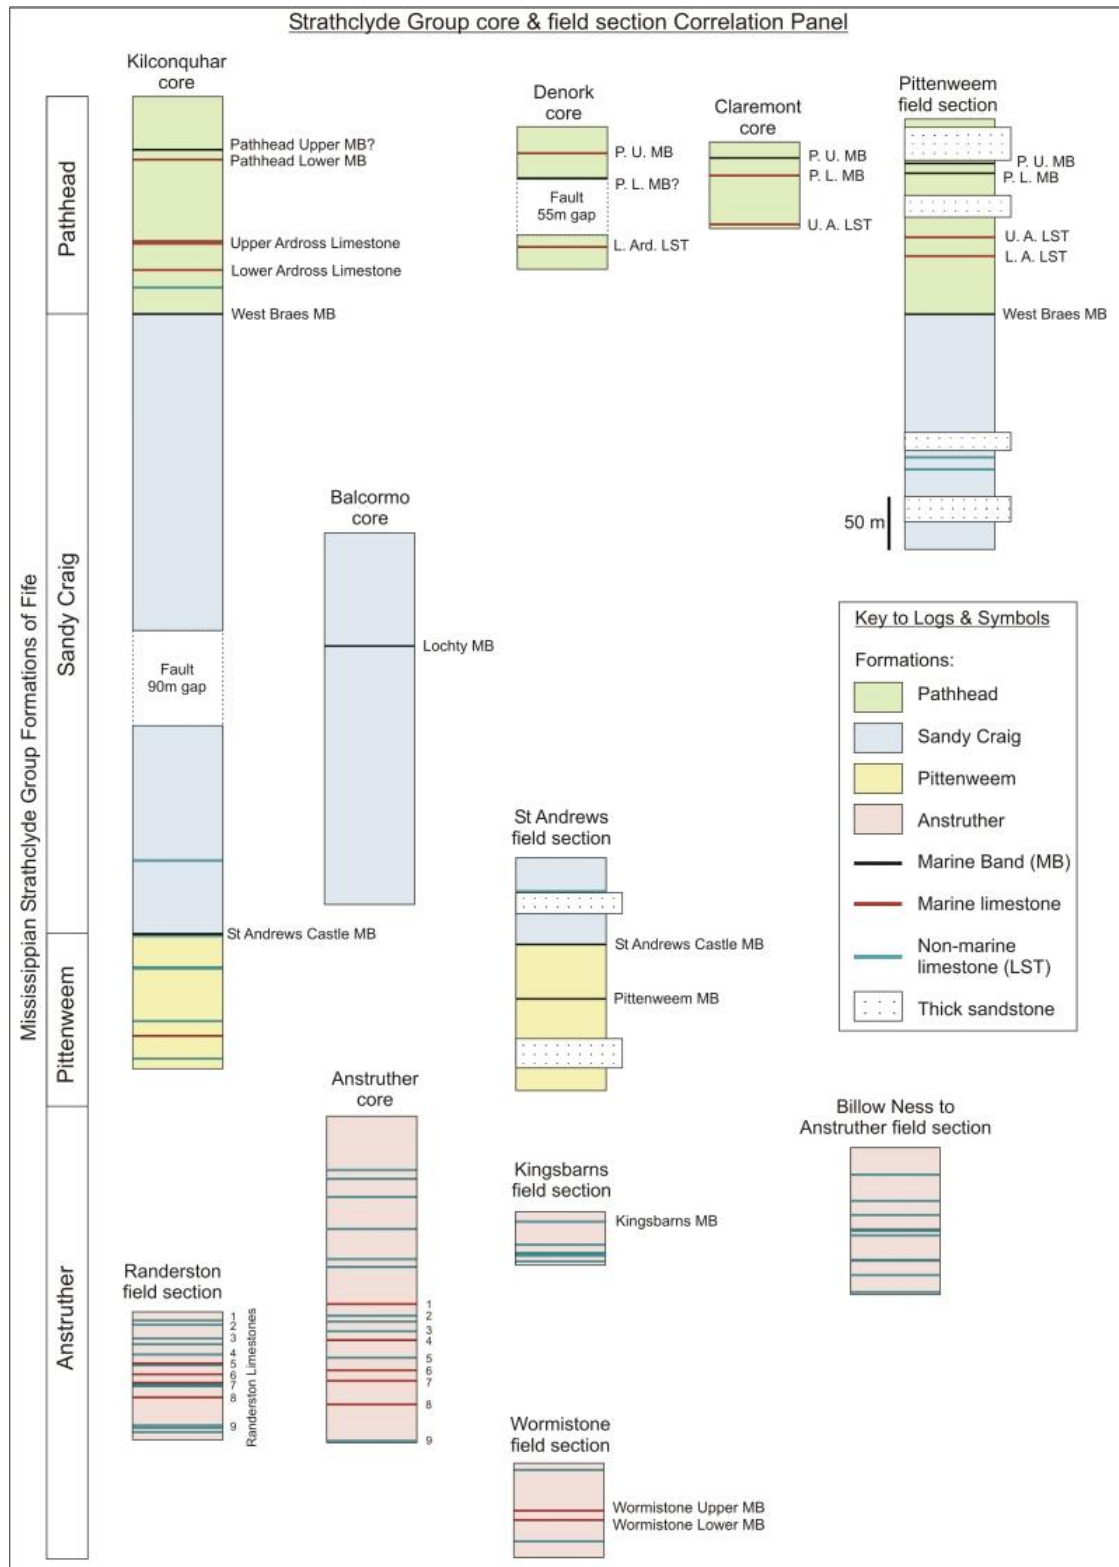 Strathclyde Group core & field section Correlation Panel
Mississippian Strathclyde Group Formations of Fife
Pathhead
Sandy Craig
Pittenweem
Anstruther
Kilconquhar
core
Pathhead Upper MB?
Pathhead Lower MB
Upper Ardross Limestone
Lower Ardross Limestone
West Braes MB
Fault
90m gap
St Andrews Castle MB
Denork
core
P. U. MB
P. L. MB?
Fault
55m gap
L. Ard. LST
Claremont
core
P. U. MB
P. L. MB
U. A. LST
Pittenweem
field section
P. U. MB
P. L. MB
U. A. LST
L. A. LST
West Braes MB
50 m
Balcormo
core
Lochty MB
St Andrews
field section
St Andrews Castle MB
Pittenweem MB
Key to Logs & Symbols
Formations:
Pathhead
Sandy Craig
Pittenweem
Anstruther
Marine Band (MB)
Marine limestone
Non-marine
limestone (LST)
Thick sandstone
Anstruther
core
1
2
3
4
5
6
7
8
9
Kingsbarns
field section
Kingsbarns MB
Billow Ness to
Anstruther field section
Randerston
field section
1
2
3
4
5
6
7
8
9
Randerston Limestones
Wormistone
field section
Wormistone Upper MB
Wormistone Lower MB